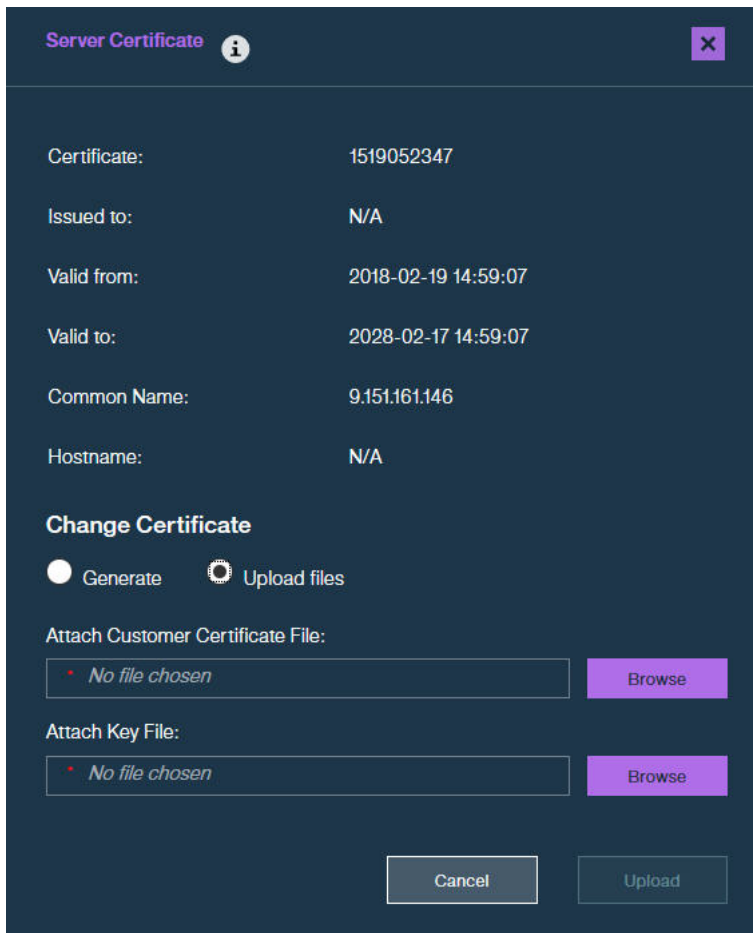 Server Certificate
Certificate: 1519052347
Issued to: N/A
Valid from: 2018-02-19 14:59:07
Valid to: 2028-02-17 14:59:07
Common Name: 9.151.161.146
Hostname: N/A
Change Certificate
Generate Upload files
Attach Customer Certificate File:
* No file chosen Browse
Attach Key File:
* No file chosen Browse
Cancel Upload